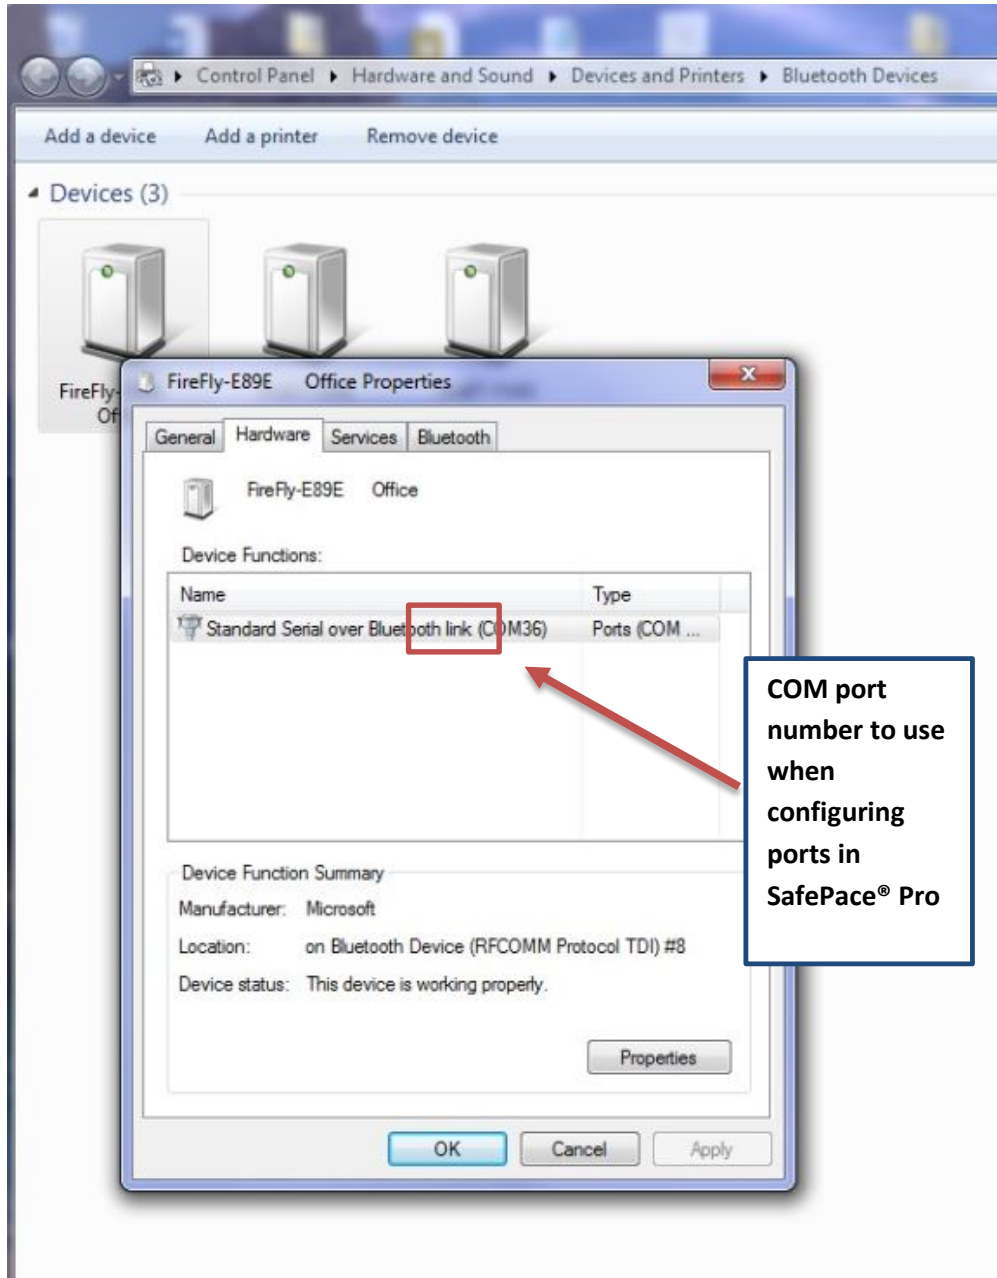 Control Panel Hardware and Sound Devices and Printers Bluetooth Devices
Add a device Add a printer Remove device
Devices (3)
FireFly-
Of
FireFly-E89E Office Properties
General Hardware Services Bluetooth
FireFly-E89E Office
Device Functions:
Name Type
Standard Serial over Bluetooth link (COM36) Ports (COM ...
COM port
number to use
when
configuring
ports in
SafePace® Pro
Device Function Summary
Manufacturer: Microsoft
Location: on Bluetooth Device (RFCOMM Protocol TDI) #8
Device status: This device is working properly.
Properties
OK Cancel Apply